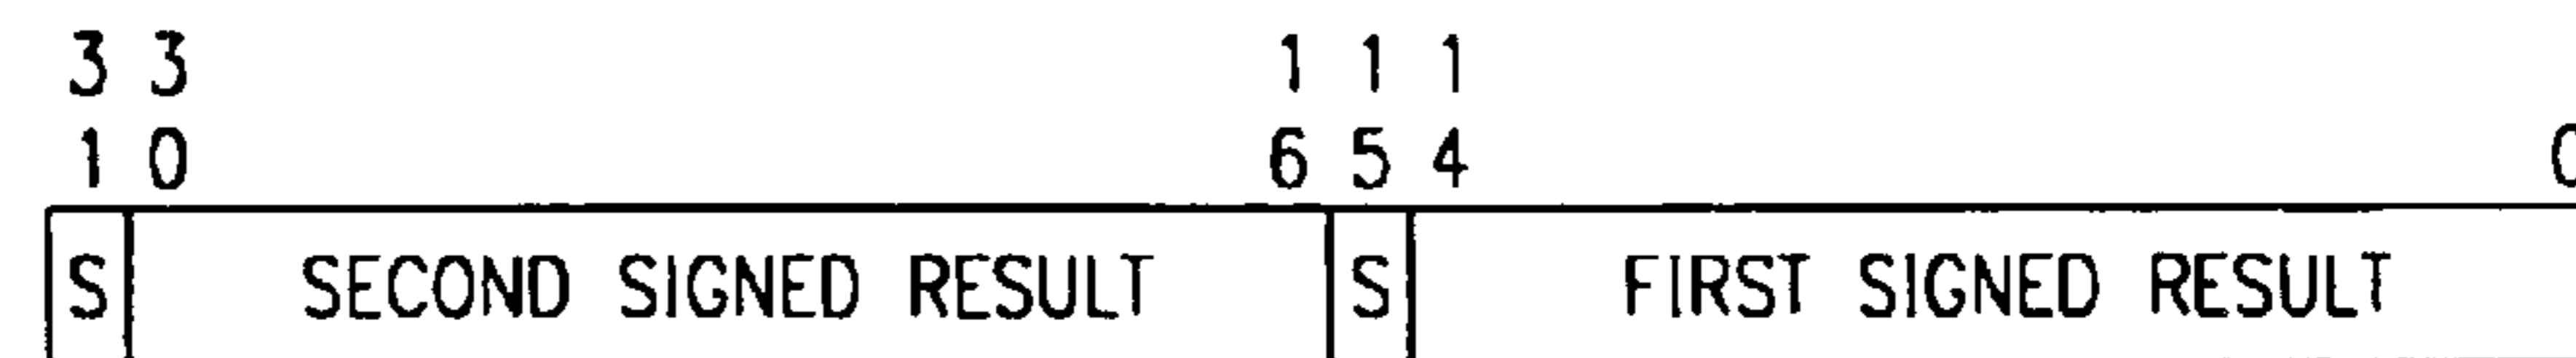 3 3 1 1 1
1 0 6 5 4 0
S SECOND SIGNED RESULT S FIRST SIGNED RESULT